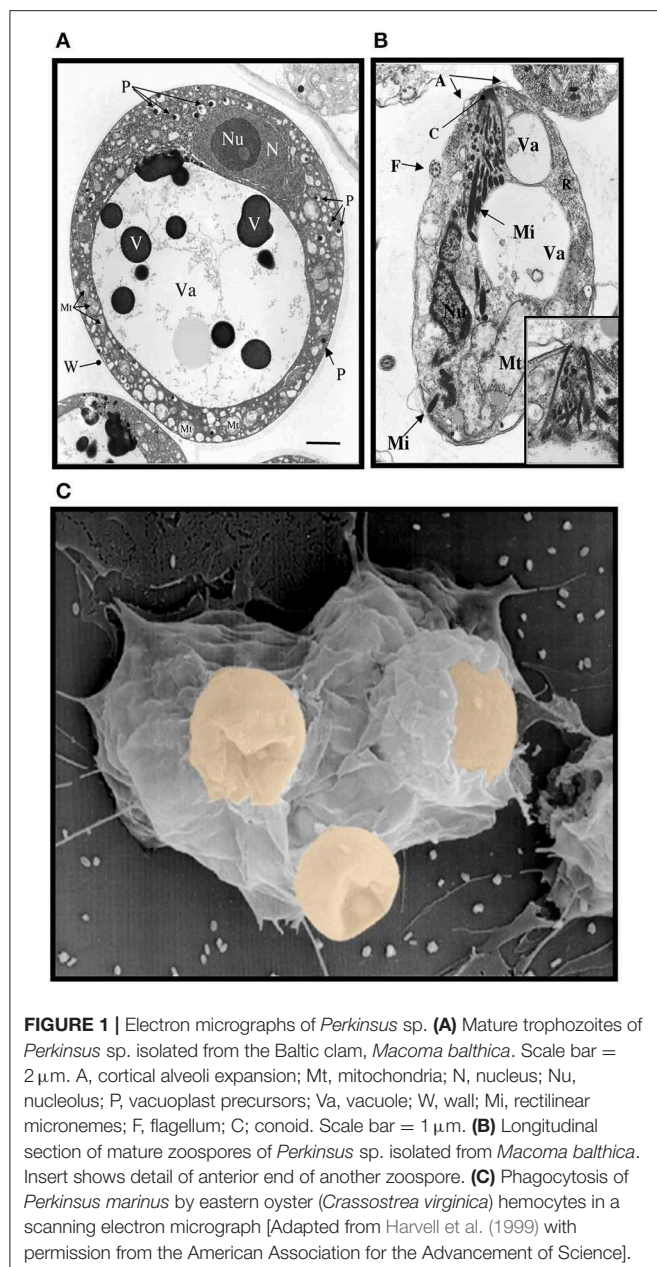 A
B
P
Nu
N
V
V
Va
P
Mt
W
P
Mt
Mt
A
C
F
Va
R
Mi
Va
Nu
Mt
Mi
C
FIGURE 1 | Electron micrographs of Perkinsus sp. (A) Mature trophozoites of
Perkinsus sp. isolated from the Baltic clam, Macoma balthica. Scale bar =
2 μm. A, cortical alveoli expansion; Mt, mitochondria; N, nucleus; Nu,
nucleolus; P, vacuoplast precursors; Va, vacuole; W, wall; Mi, rectilinear
micronemes; F, flagellum; C; conoid. Scale bar = 1 μm. (B) Longitudinal
section of mature zoospores of Perkinsus sp. isolated from Macoma balthica.
Insert shows detail of anterior end of another zoospore. (C) Phagocytosis of
Perkinsus marinus by eastern oyster (Crassostrea virginica) hemocytes in a
scanning electron micrograph [Adapted from Harvell et al. (1999) with
permission from the American Association for the Advancement of Science].